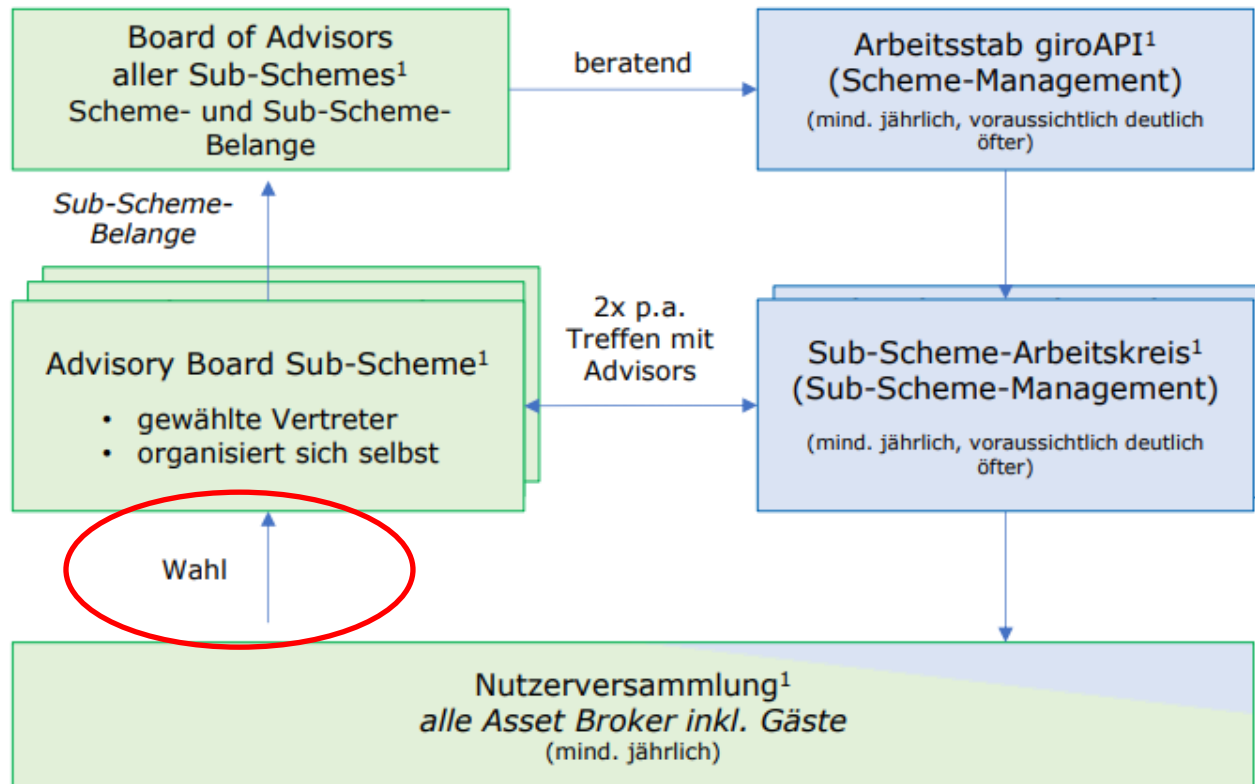 Board of Advisors
aller Sub-Schemes¹
Scheme- und Sub-Scheme-
Belange
beratend
Arbeitsstab giroAPI¹
(Scheme-Management)
(mind. jährlich, voraussichtlich deutlich
öfter)
Sub-Scheme-
Belange
Advisory Board Sub-Scheme¹
• gewählte Vertreter
• organisiert sich selbst
2x p.a.
Treffen mit
Advisors
Sub-Scheme-Arbeitskreis¹
(Sub-Scheme-Management)
(mind. jährlich, voraussichtlich deutlich
öfter)
Wahl
Nutzerversammlung¹
alle Asset Broker inkl. Gäste
(mind. jährlich)